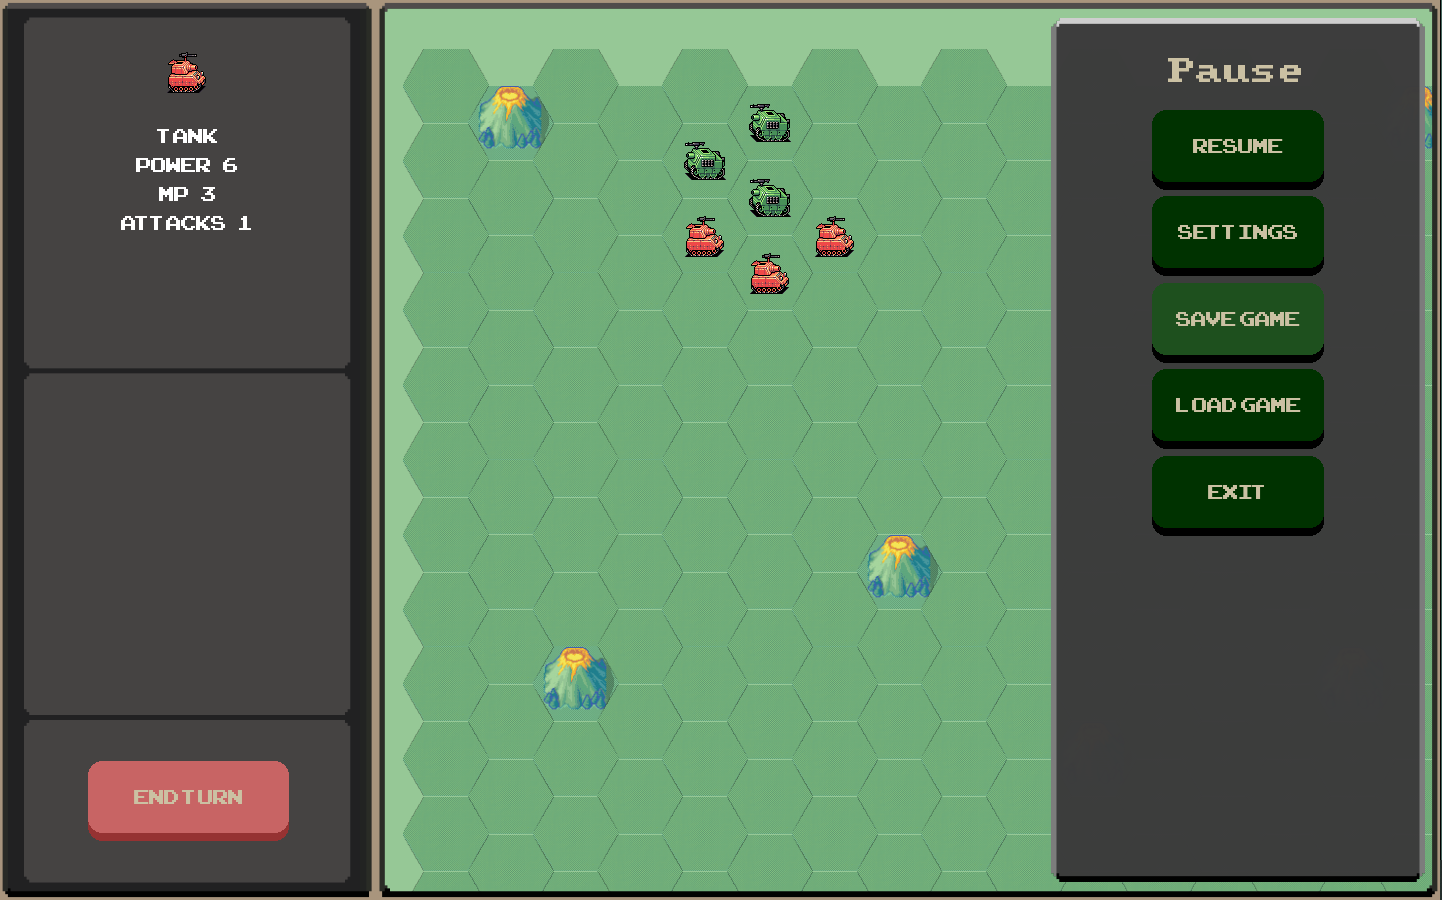 TANK
POWER 6
MP 3
ATTACKS 1
END TURN
Pause
RESUME
SETTINGS
SAVE GAME
LOAD GAME
EXIT